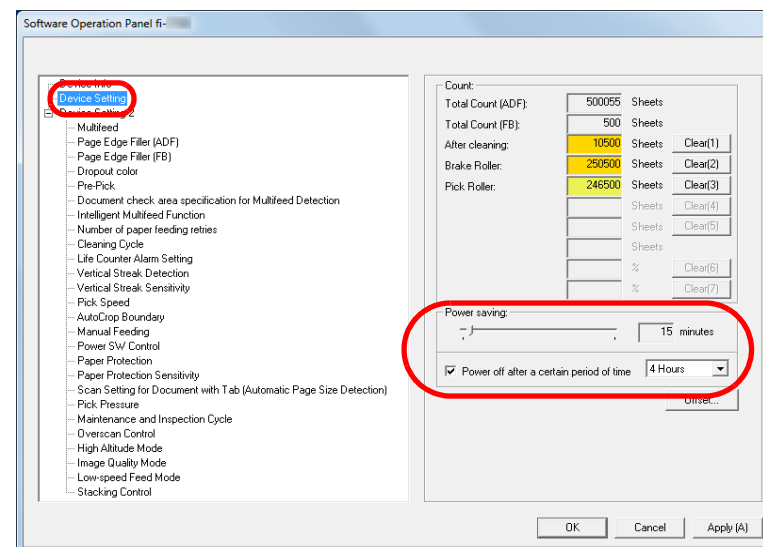 Software Operation Panel fi-
Device Info
Device Setting
Device Setting 2
Multifeed
Page Edge Filler (ADF)
Page Edge Filler (FB)
Dropout color
Pre-Pick
Document check area specification for Multifeed Detection
Intelligent Multifeed Function
Number of paper feeding retries
Cleaning Cycle
Life Counter Alarm Setting
Vertical Streak Detection
Vertical Streak Sensitivity
Pick Speed
AutoCrop Boundary
Manual Feeding
Power SW Control
Paper Protection
Paper Protection Sensitivity
Scan Setting for Document with Tab (Automatic Page Size Detection)
Pick Pressure
Maintenance and Inspection Cycle
Overscan Control
High Altitude Mode
Image Quality Mode
Low-speed Feed Mode
Stacking Control
Count:
Total Count (ADF): 500055 Sheets
Total Count (FB): 500 Sheets
After cleaning: 10500 Sheets Clear(1)
Brake Roller: 250500 Sheets Clear(2)
Pick Roller: 246500 Sheets Clear(3)
Sheets Clear(4)
Sheets Clear(5)
Sheets
% Clear(6)
% Clear(7)
Power saving:
15 minutes
Power off after a certain period of time 4 Hours
Offset...
OK Cancel Apply (A)